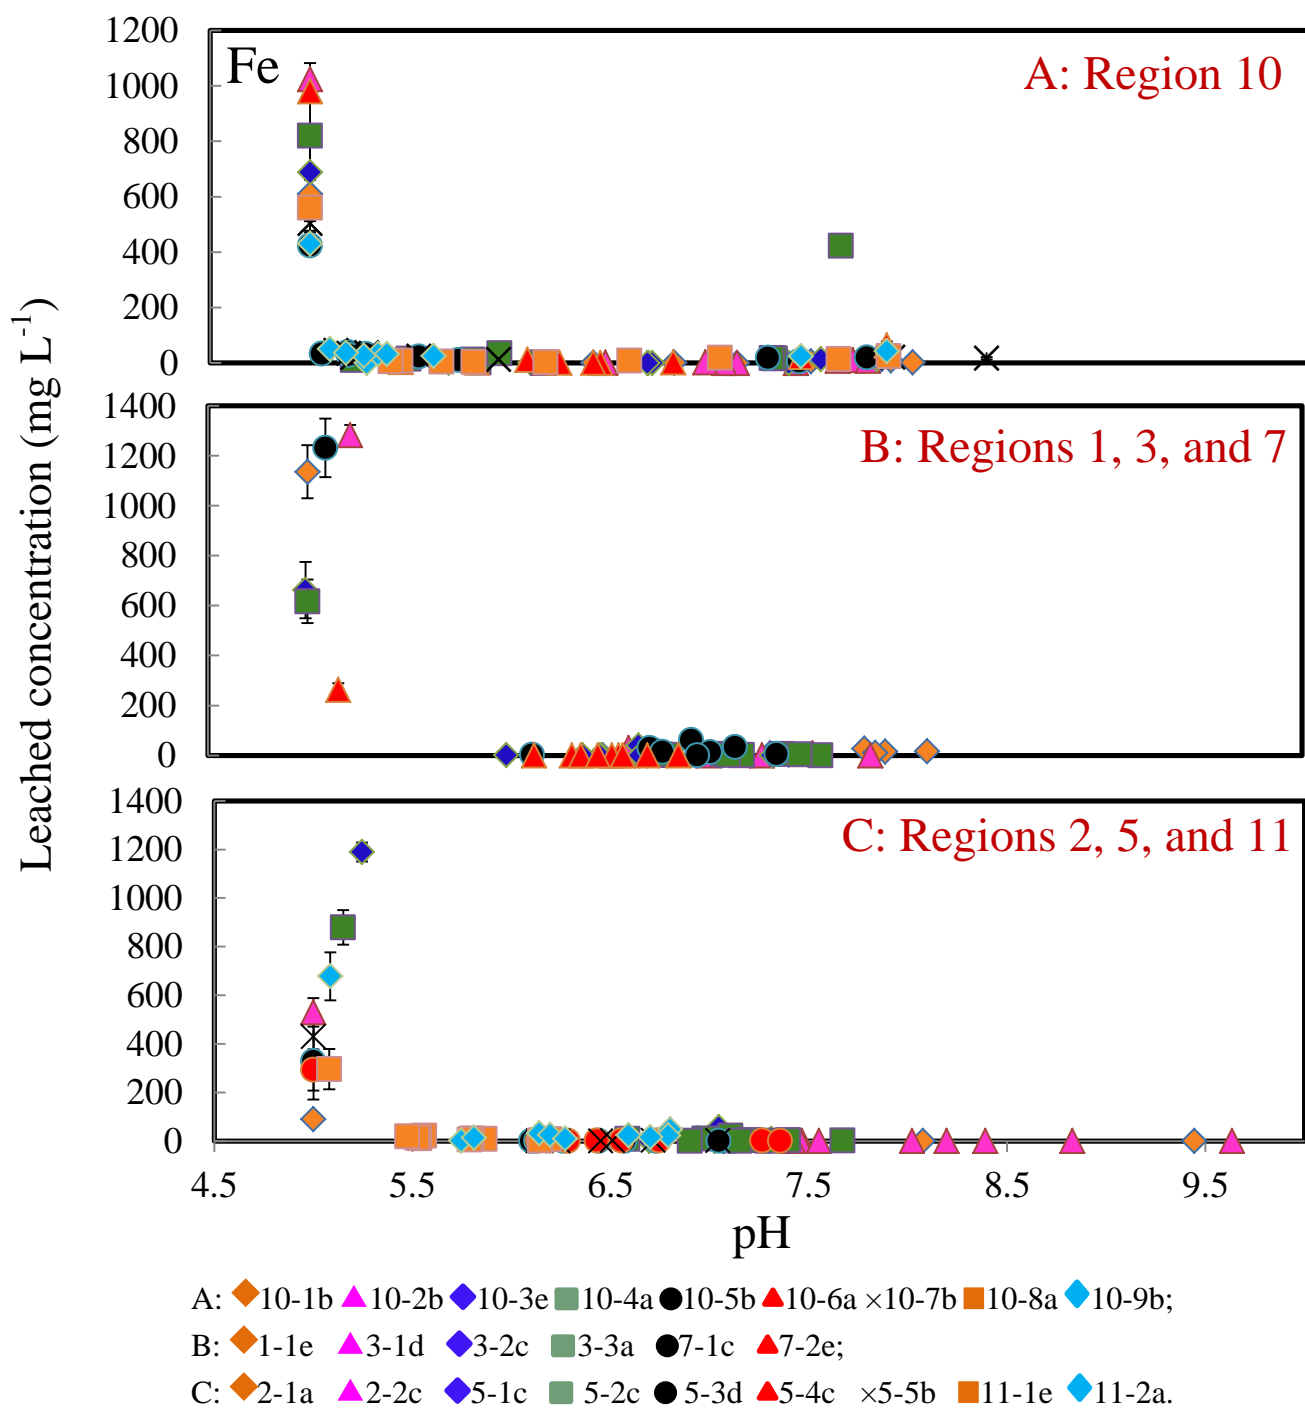 Fe
A: Region 10
1200
1000
800
600
400
200
0
B: Regions 1, 3, and 7
1400
1200
1000
800
600
400
200
0
C: Regions 2, 5, and 11
1400
1200
1000
800
600
400
200
0
Leached concentration (mg L⁻¹)
4.5 5.5 6.5 7.5 8.5 9.5
pH
A: 10-1b 10-2b 10-3e 10-4a 10-5b 10-6a ×10-7b 10-8a 10-9b;
B: 1-1e 3-1d 3-2c 3-3a 7-1c 7-2e;
C: 2-1a 2-2c 5-1c 5-2c 5-3d 5-4c ×5-5b 11-1e 11-2a.